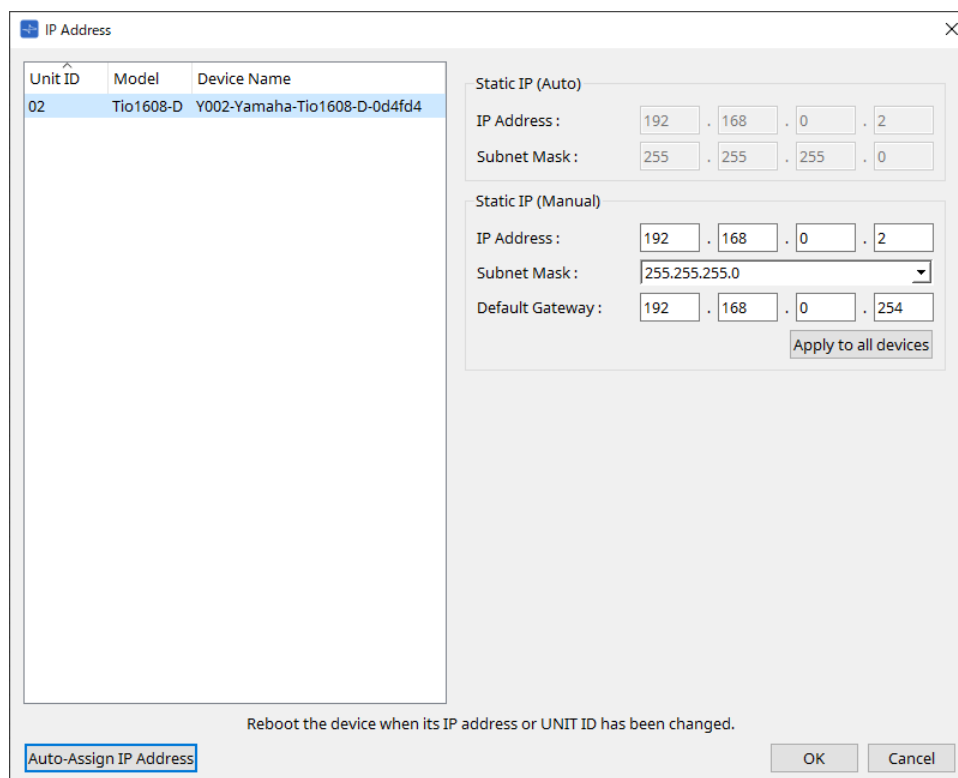 IP Address
Unit ID Model Device Name
02 Tio1608-D Y002-Yamaha-Tio1608-D-0d4fd4
Static IP (Auto)
IP Address : 192 . 168 . 0 . 2
Subnet Mask : 255 . 255 . 255 . 0
Static IP (Manual)
IP Address : 192 . 168 . 0 . 2
Subnet Mask : 255.255.255.0
Default Gateway : 192 . 168 . 0 . 254
Apply to all devices
Reboot the device when its IP address or UNIT ID has been changed.
Auto-Assign IP Address OK Cancel